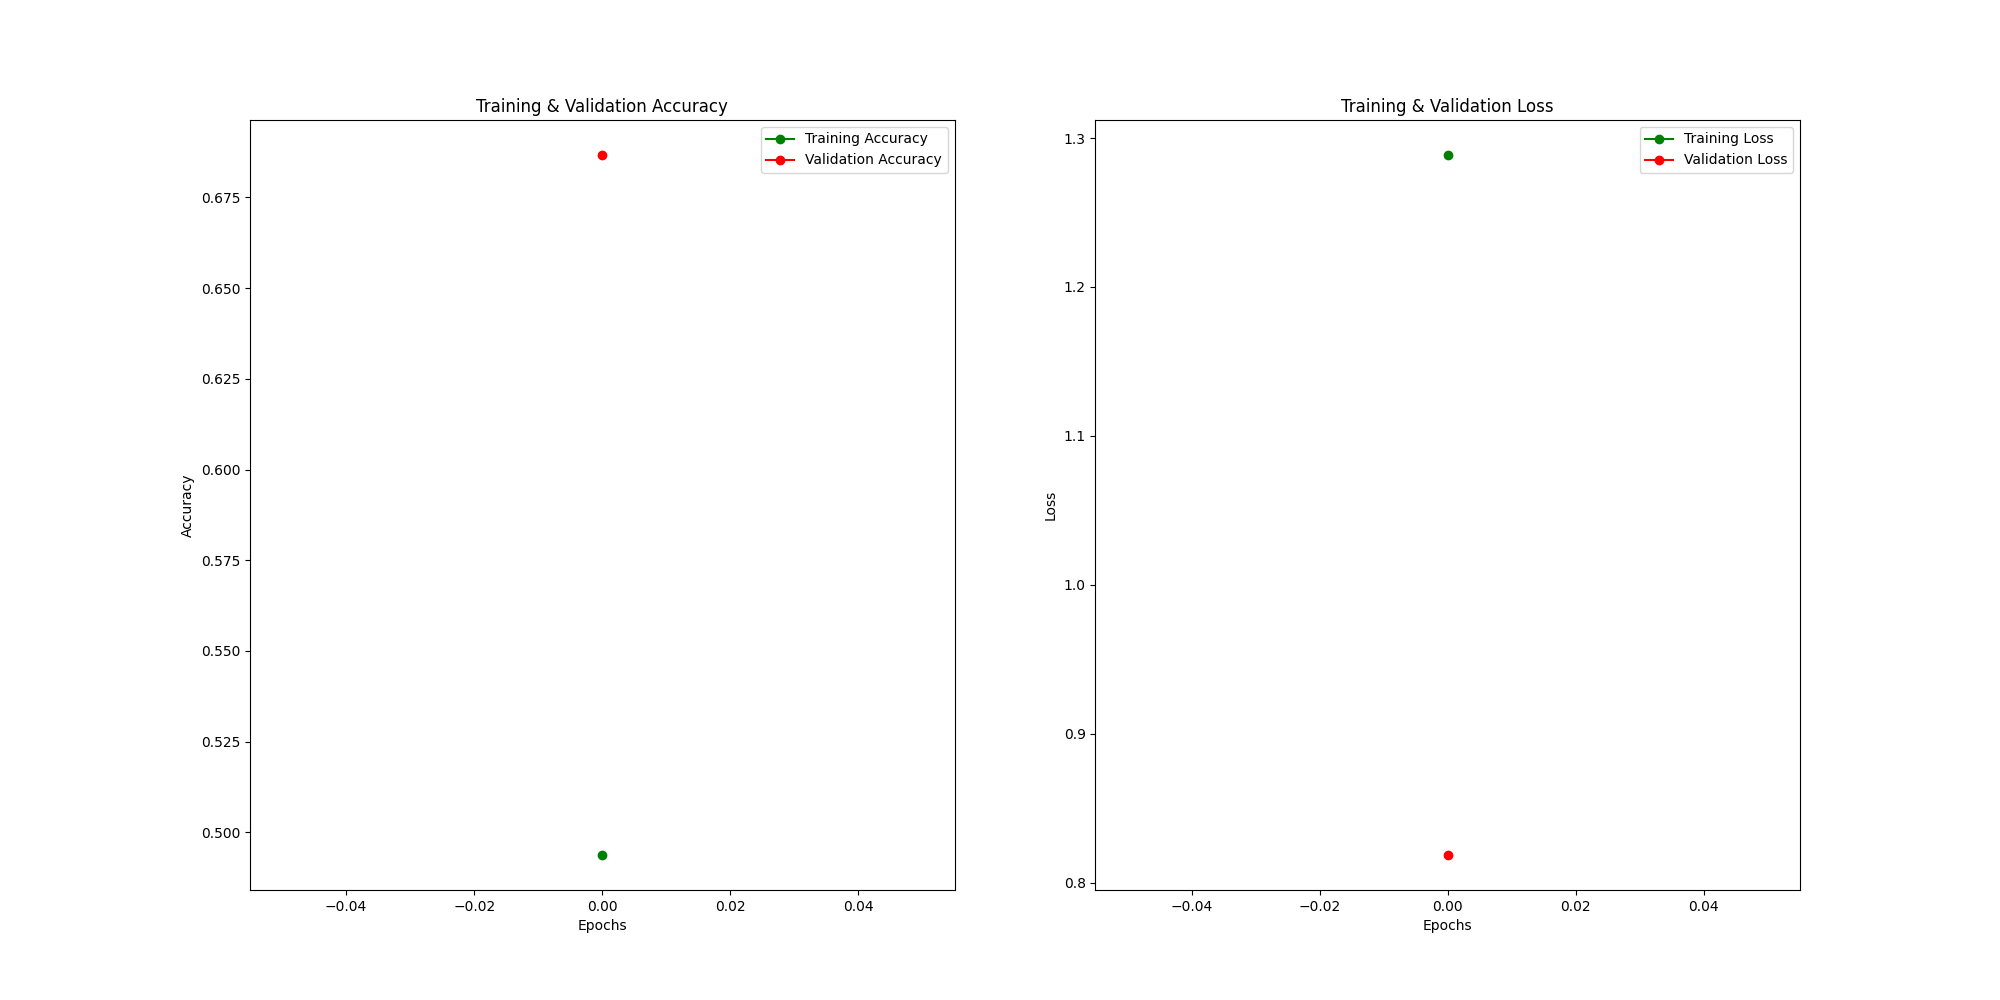 Training & Validation Accuracy
Training Accuracy
Validation Accuracy
0.675
0.650
0.625
0.600
0.575
0.550
0.525
0.500
Accuracy
−0.04
−0.02
0.00
0.02
0.04
Epochs
Training & Validation Loss
Training Loss
Validation Loss
1.3
1.2
1.1
1.0
0.9
0.8
Loss
−0.04
−0.02
0.00
0.02
0.04
Epochs